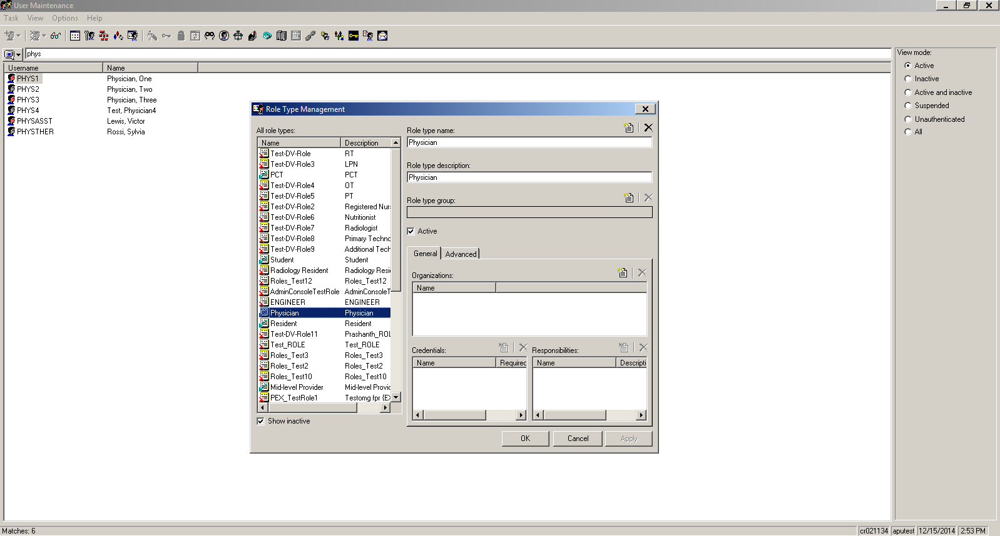 User Maintenance
Task View Options Help
phys
Username Name
PHYS1 Physician, One
PHYS2 Physician, Two
PHYS3 Physician, Three
PHYS4 Test, Physician4
PHYSASST Lewis, Victor
PHYSTHER Rossi, Sylvia
View mode:
Active
Inactive
Active and inactive
Suspended
Unauthenticated
All
Role Type Management
All role types:
Name Description
Test-DV-Role RT
Test-DV-Role3 LPN
PCT PCT
Test-DV-Role4 OT
Test-DV-Role5 PT
Test-DV-Role2 Registered Nur
Test-DV-Role6 Nutritionist
Test-DV-Role7 Radiologist
Test-DV-Role8 Primary Techno
Test-DV-Role9 Additional Tech
Student Student
Radiology Resident Radiology Resi
Roles_Test12 Roles_Test12
AdminConsoleTestRole AdminConsoleT
ENGINEER ENGINEER
Physician Physician
Resident Resident
Test-DV-Role11 Prashanth_ROL
Test_ROLE Test_ROLE
Roles_Test3 Roles_Test3
Roles_Test2 Roles_Test2
Roles_Test10 Roles_Test10
Mid-level Provider Mid-level Provid
PEX_TestRole1 Testomg fpr {EX
Show inactive
Role type name:
Physician
Role type description:
Physician
Role type group:
Active
General Advanced
Organizations:
Name
Credentials:
Name Required
Responsibilities:
Name Descripti
OK Cancel Apply
Matches: 6
cr021134 aputest 12/15/2014 2:53 PM